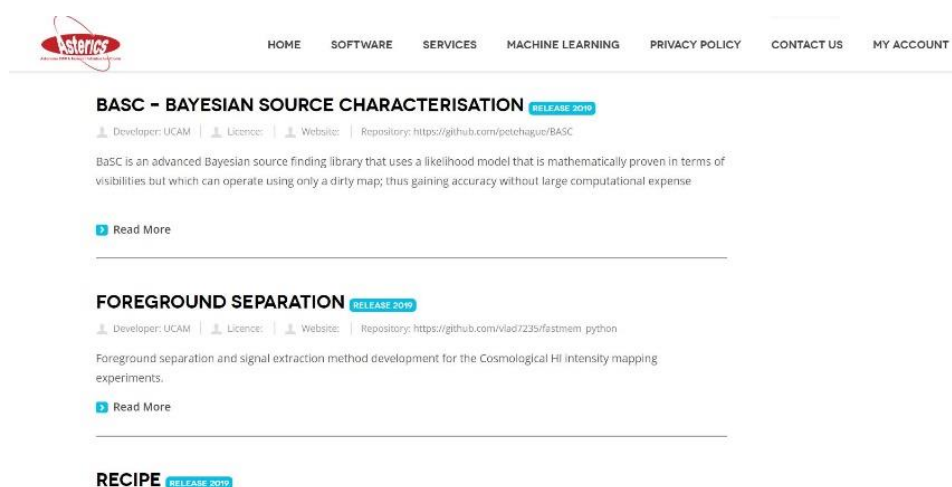 Asterics
HOME SOFTWARE SERVICES MACHINE LEARNING PRIVACY POLICY CONTACT US MY ACCOUNT
BASC – BAYESIAN SOURCE CHARACTERISATION RELEASE 2019
Developer: UCAM | Licence: | Website: | Repository: https://github.com/petehague/BASC
BaSC is an advanced Bayesian source finding library that uses a likelihood model that is mathematically proven in terms of
visibilities but which can operate using only a dirty map; thus gaining accuracy without large computational expense
Read More
FOREGROUND SEPARATION RELEASE 2019
Developer: UCAM | Licence: | Website: | Repository: https://github.com/vlad7235/fastmem_python
Foreground separation and signal extraction method development for the Cosmological HI intensity mapping
experiments.
Read More
RECIPE RELEASE 2019